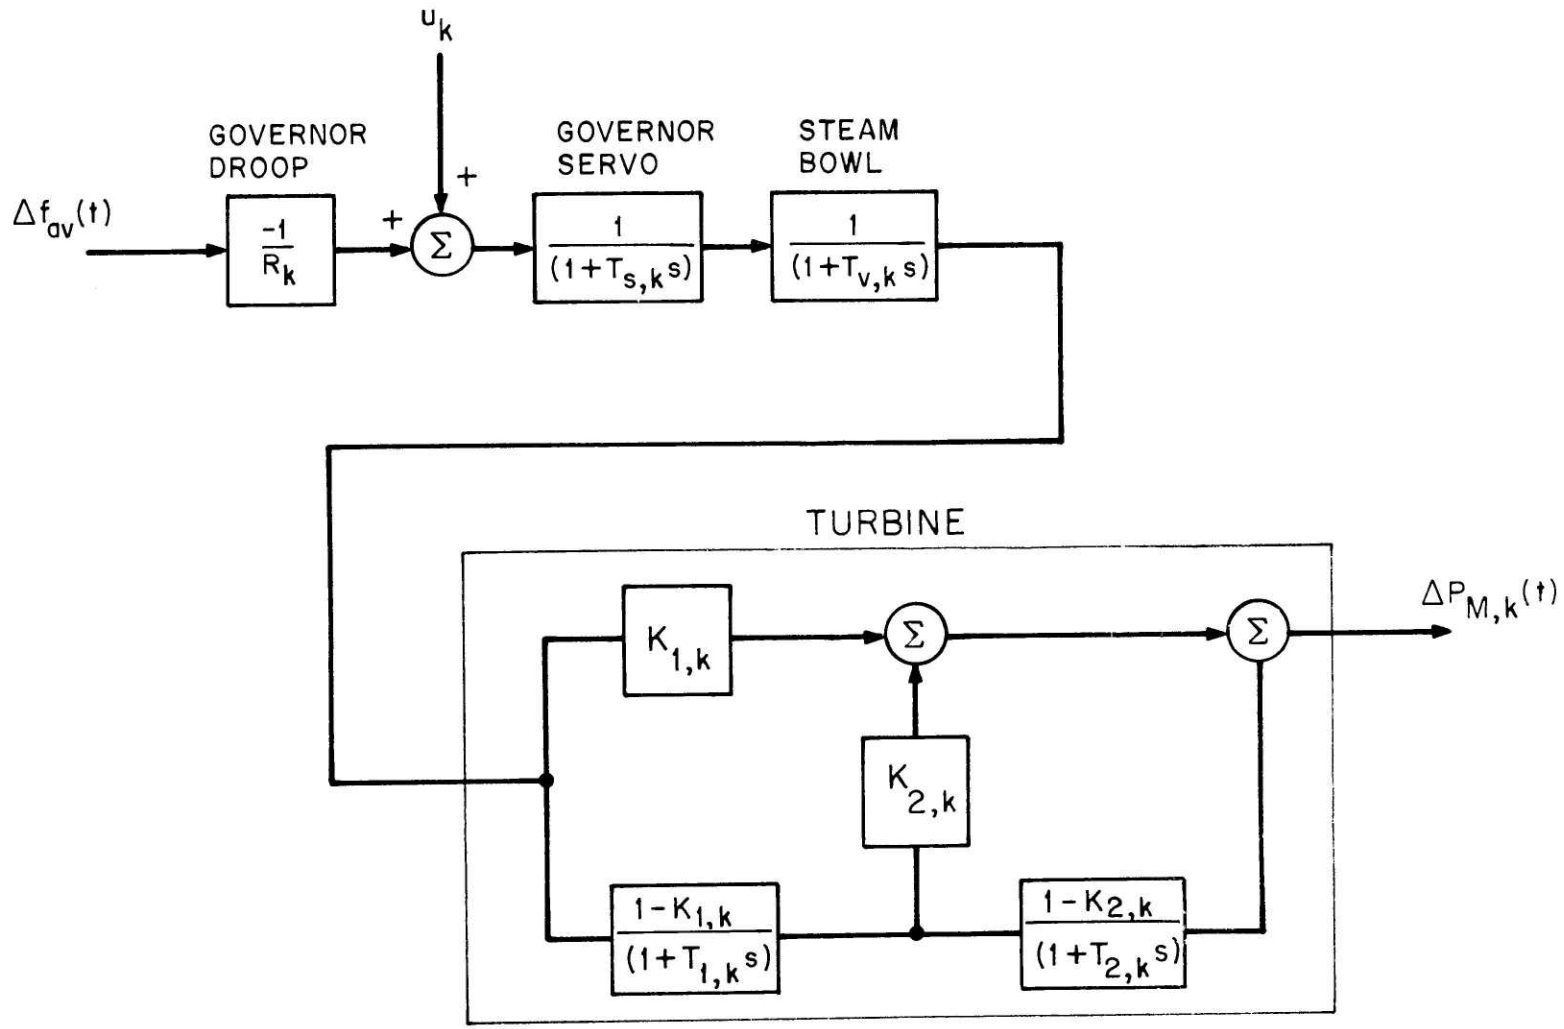 u_k
GOVERNOR
DROOP
GOVERNOR
SERVO
STEAM
BOWL
+
Δf_av(t)
-1
R_k
+
Σ
1
(1+T_s,k s)
1
(1+T_v,k s)
TURBINE
K_1,k
Σ
Σ
ΔP_M,k(t)
K_2,k
1-K_1,k
(1+T_1,k s)
1-K_2,k
(1+T_2,k s)